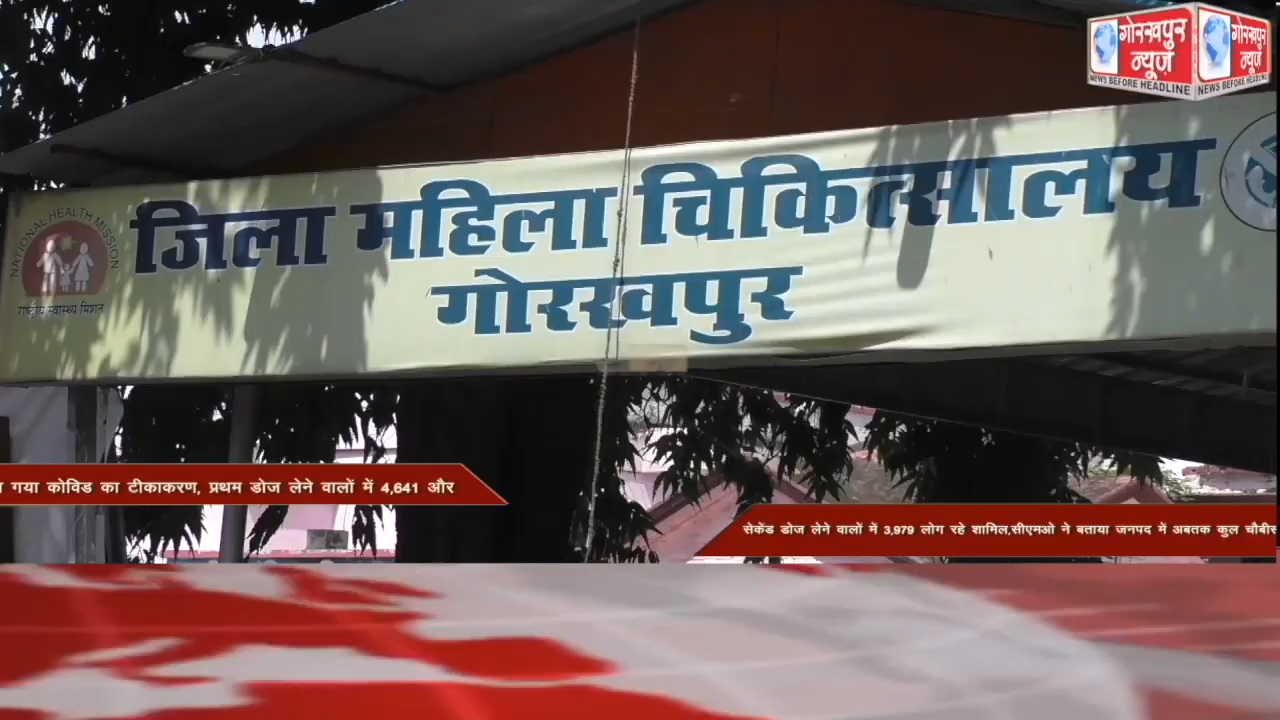 गोरखपुर
न्यूज़
NEWS BEFORE HEADLINE
गोरखपुर
न्यूज़
NEWS BEFORE HEADLINE
NATIONAL HEALTH MISSION
राष्ट्रीय स्वास्थ्य मिशन
जिला महिला चिकित्सालय
गोरखपुर
गया कोविड का टीकाकरण, प्रथम डोज लेने वालों में 4,641 और
सेकेंड डोज लेने वालों में 3,979 लोग रहे शामिल,सीएमओ ने बताया जनपद में अबतक कुल